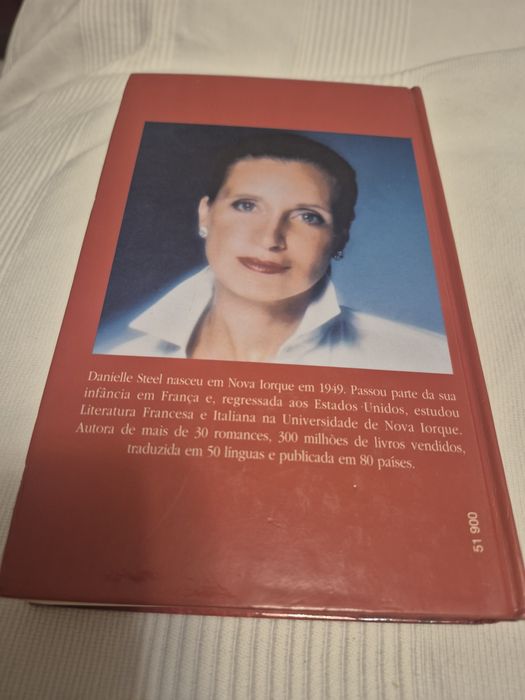 Danielle Steel nasceu em Nova Iorque em 1949. Passou parte da sua
infância em França e, regressada aos Estados Unidos, estudou
Literatura Francesa e Italiana na Universidade de Nova Iorque.
Autora de mais de 30 romances, 300 milhões de livros vendidos,
traduzida em 50 línguas e publicada em 80 países.
51 900